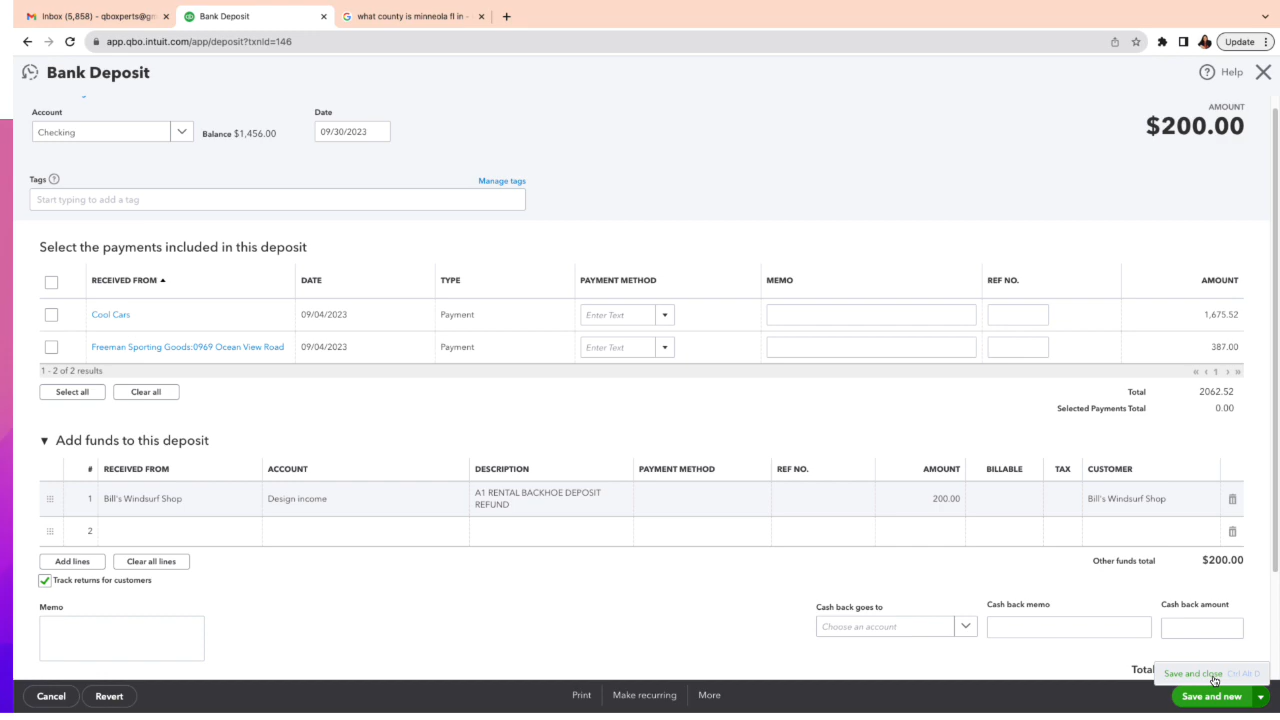 Inbox (5,858) - qboxperts@gm
Bank Deposit
what county is minneola fl in -
app.qbo.intuit.com/app/deposit?txnId=146
Update
Bank Deposit
Help
Account
Date
AMOUNT
Checking
Balance $1,456.00
09/30/2023
$200.00
Tags
Manage tags
Start typing to add a tag
Select the payments included in this deposit
RECEIVED FROM DATE TYPE PAYMENT METHOD MEMO REF NO. AMOUNT
Cool Cars 09/04/2023 Payment Enter Text 1,675.52
Freeman Sporting Goods:0969 Ocean View Road 09/04/2023 Payment Enter Text 387.00
1 - 2 of 2 results
« ‹ 1 › »
Select all
Clear all
Total 2062.52
Selected Payments Total 0.00
▼ Add funds to this deposit
# RECEIVED FROM ACCOUNT DESCRIPTION PAYMENT METHOD REF NO. AMOUNT BILLABLE TAX CUSTOMER
1 Bill's Windsurf Shop Design income A1 RENTAL BACKHOE DEPOSIT REFUND 200.00 Bill's Windsurf Shop
2
Add lines
Clear all lines
Other funds total $200.00
Track returns for customers
Memo
Cash back goes to
Cash back memo
Cash back amount
Choose an account
Total
Save and close Ctrl Alt D
Cancel
Revert
Print
Make recurring
More
Save and new